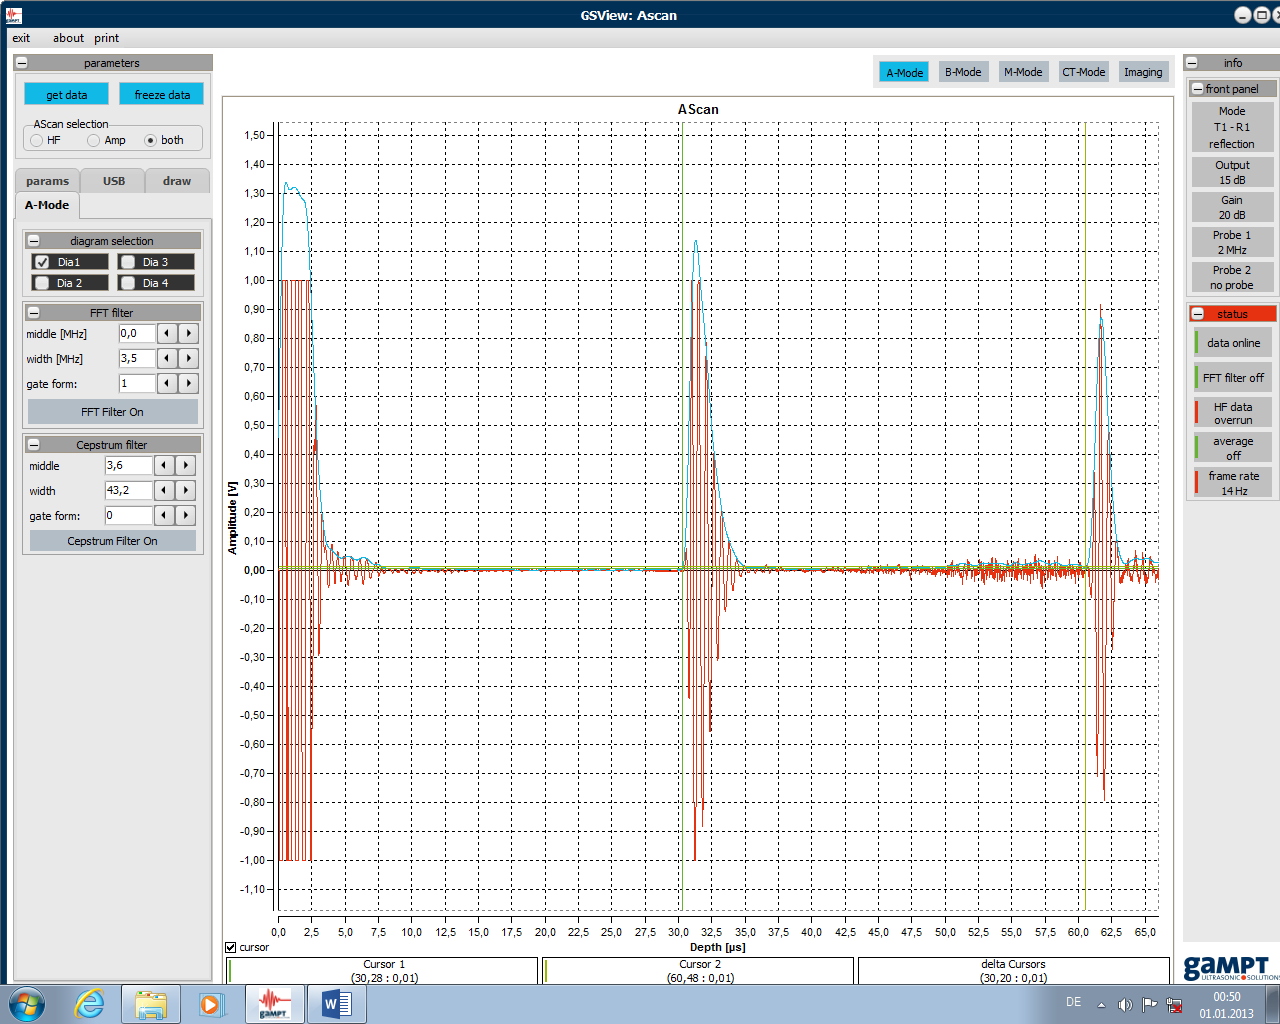 GSView: Ascan
exit about print
parameters
get data freeze data
AScan selection
HF Amp both
params USB draw
A-Mode
diagram selection
Dia1 Dia 3
Dia 2 Dia 4
FFT filter
middle [MHz] 0,0
width [MHz] 3,5
gate form: 1
FFT Filter On
Cepstrum filter
middle 3,6
width 43,2
gate form: 0
Cepstrum Filter On
A-Mode B-Mode M-Mode CT-Mode Imaging
AScan
1,50
1,40
1,30
1,20
1,10
1,00
0,90
0,80
0,70
0,60
0,50
0,40
0,30
0,20
0,10
0,00
-0,10
-0,20
-0,30
-0,40
-0,50
-0,60
-0,70
-0,80
-0,90
-1,00
-1,10
Amplitude [V]
0,0 2,5 5,0 7,5 10,0 12,5 15,0 17,5 20,0 22,5 25,0 27,5 30,0 32,5 35,0 37,5 40,0 42,5 45,0 47,5 50,0 52,5 55,0 57,5 60,0 62,5 65,0
Depth [µs]
cursor
Cursor 1
(30,28 : 0,01)
Cursor 2
(60,48 : 0,01)
delta Cursors
(30,20 : 0,01)
info
front panel
Mode
T1 - R1
reflection
Output
15 dB
Gain
20 dB
Probe 1
2 MHz
Probe 2
no probe
status
data online
FFT filter off
HF data
overrun
average
off
frame rate
14 Hz
gAMPT
ULTRASONIC SOLUTIONS
gAMPT
DE
00:50
01.01.2013